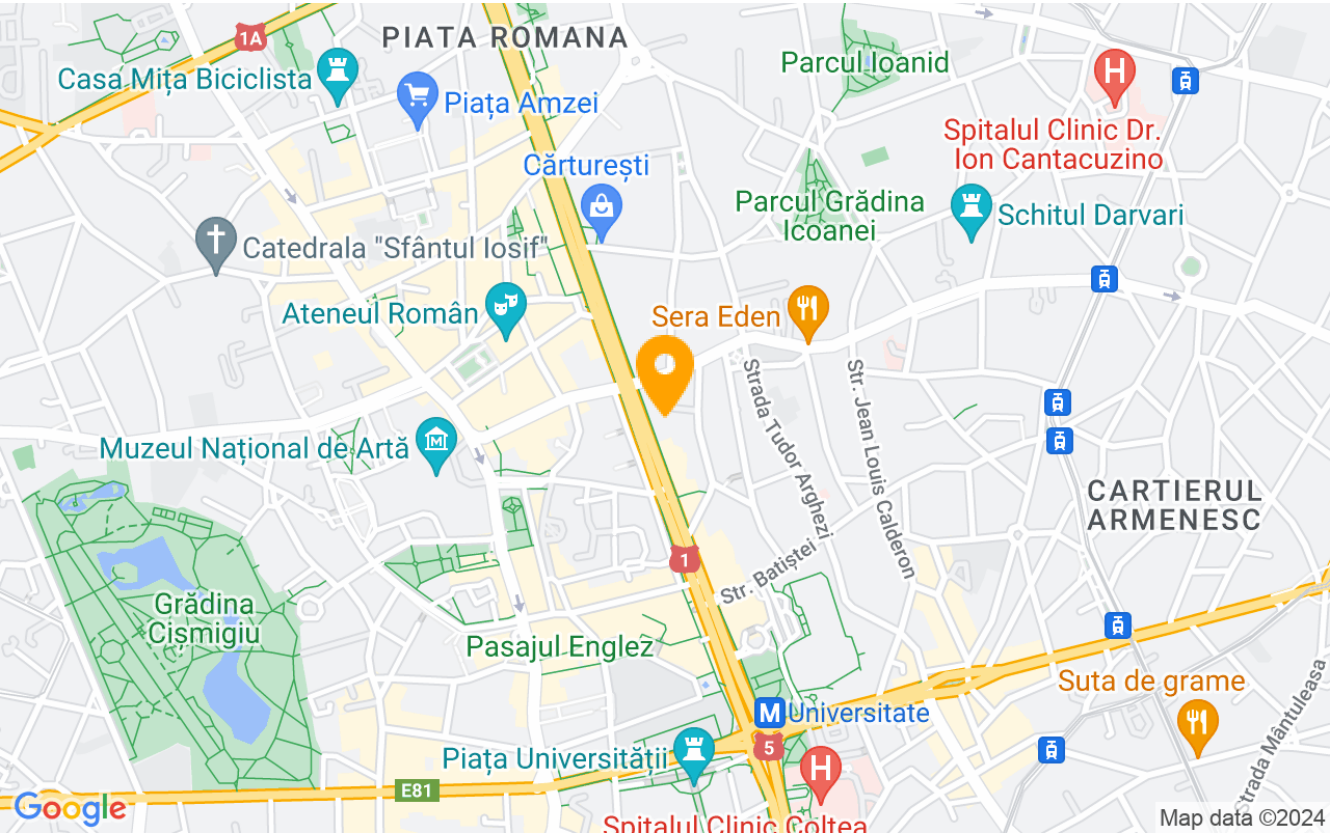 1A
PIATA ROMANA
Parcul Ioanid
H
Casa Mița Biciclista
Piața Amzei
Spitalul Clinic Dr.
Ion Cantacuzino
Cărturești
Parcul Grădina
Icoanei
Schitul Darvari
Catedrala "Sfântul Iosif"
Ateneul Român
Sera Eden
Strada Tudor Arghezi
Str. Jean Louis Calderon
Muzeul Național de Artă
M
CARTIERUL
ARMENESC
1
Str. Batiștei
Grădina
Cișmigiu
Pasajul Englez
Suta de grame
M
Universitate
5
Piața Universității
H
E81
Strada Mântuleasa
Google
Map data ©2024
Spitalul Clinic Colțea